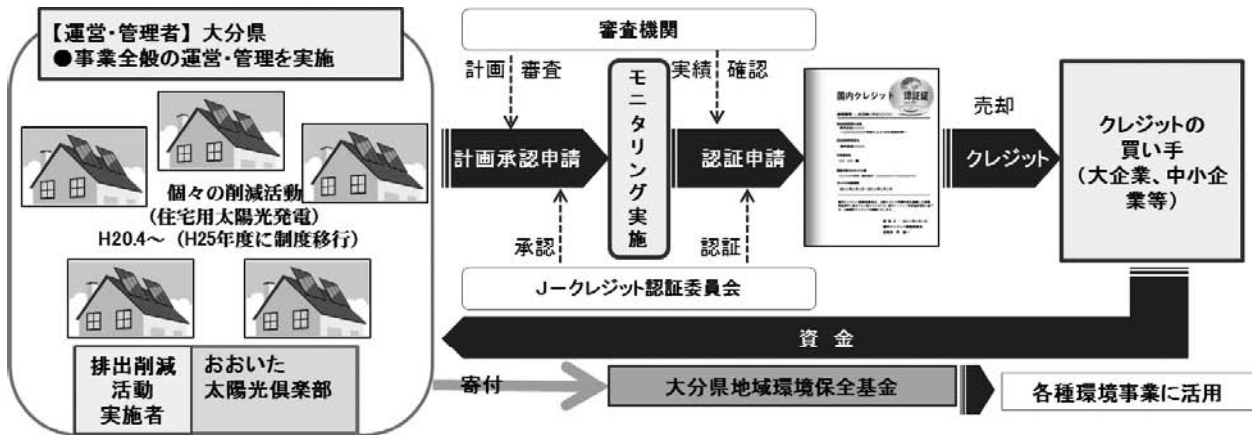 【運営・管理者】 大分県
●事業全般の運営・管理を実施
個々の削減活動
(住宅用太陽光発電)
H20.4～ (H25年度に制度移行)
排出削減
活動
実施者
おおいた
太陽光倶楽部
審査機関
計画 審査
実績 確認
計画承認申請
モニタリング実施
認証申請
承認
認証
Jークレジット認証委員会
国内クレジット 認証証
売却
クレジット
クレジットの
買い手
(大企業、中小企
業等)
資 金
寄付
大分県地域環境保全基金
各種環境事業に活用